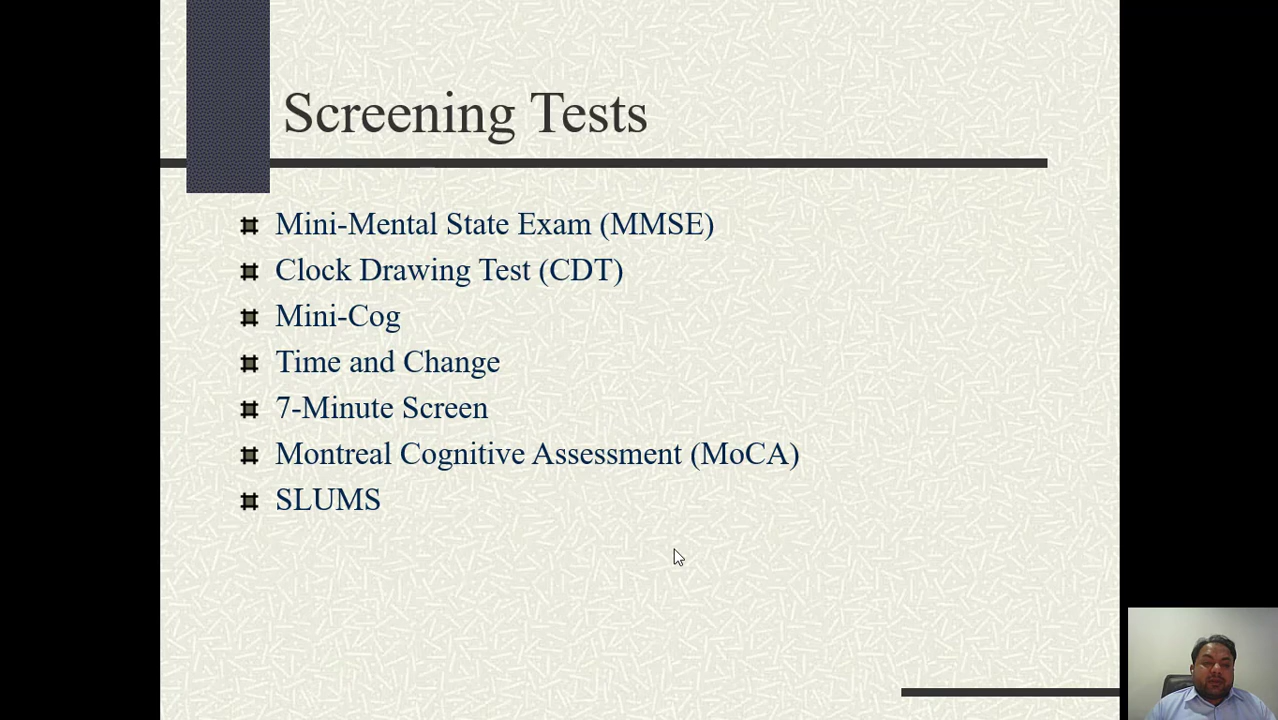 Screening Tests
Mini-Mental State Exam (MMSE)
Clock Drawing Test (CDT)
Mini-Cog
Time and Change
7-Minute Screen
Montreal Cognitive Assessment (MoCA)
SLUMS